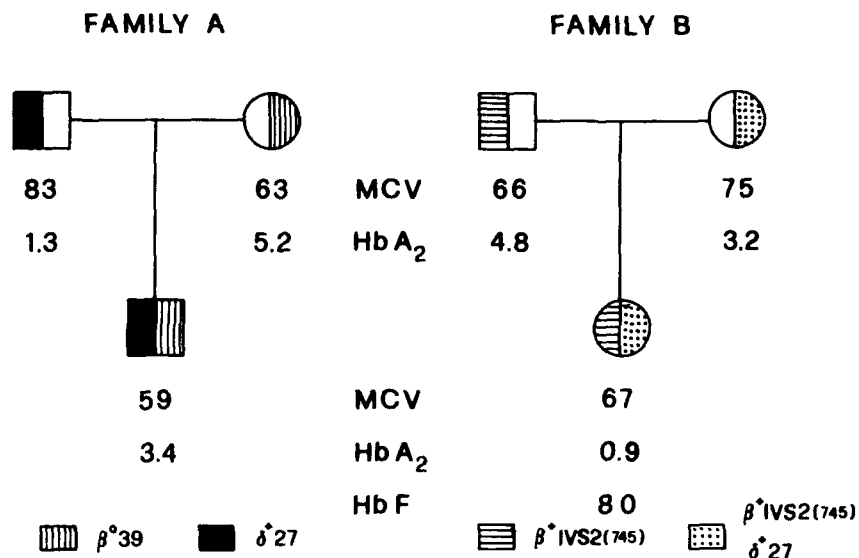 FAMILY A FAMILY B
83 63 MCV 66 75
1.3 5.2 Hb A₂ 4.8 3.2
59 MCV 67
3.4 Hb A₂ 0.9
Hb F 80
β°39 δ⁺27 β⁺IVS2(745) β⁺IVS2(745)
δ⁺27